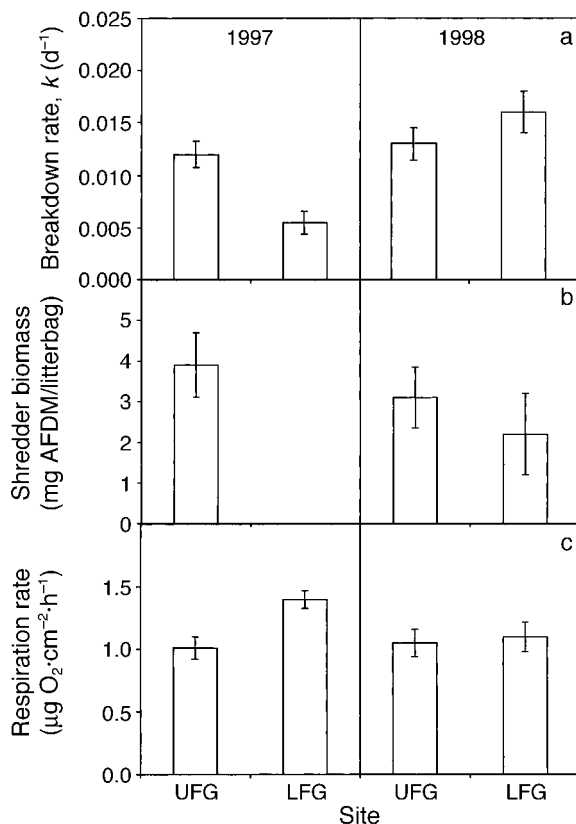 1997
1998
a
Breakdown rate, k (d⁻¹)
0.025
0.020
0.015
0.010
0.005
0.000
b
Shredder biomass
(mg AFDM/litterbag)
5
4
3
2
1
0
c
Respiration rate
(µg O₂·cm⁻²·h⁻¹)
1.5
1.0
0.5
0.0
UFG
LFG
UFG
LFG
Site